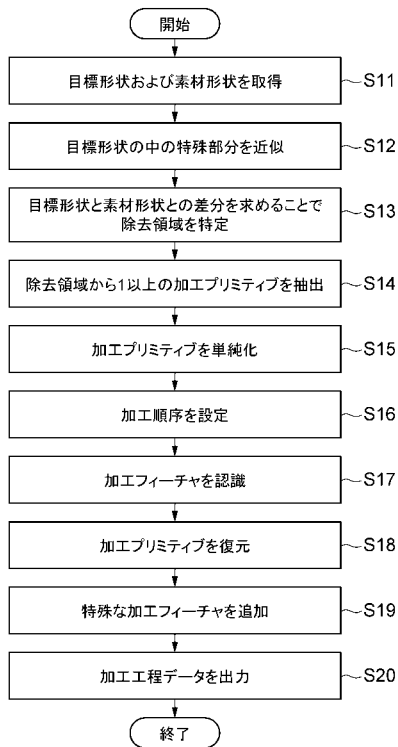 開始
目標形状および素材形状を取得
S11
目標形状の中の特殊部分を近似
S12
目標形状と素材形状との差分を求めることで
除去領域を特定
S13
除去領域から1以上の加工プリミティブを抽出
S14
加工プリミティブを単純化
S15
加工順序を設定
S16
加工フィーチャを認識
S17
加工プリミティブを復元
S18
特殊な加工フィーチャを追加
S19
加工工程データを出力
S20
終了